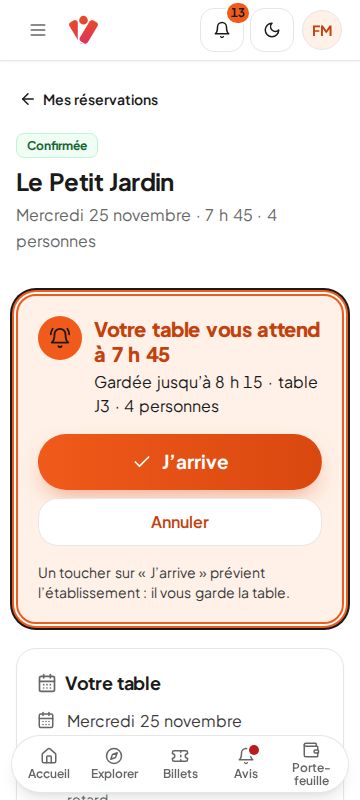 13
FM
Mes réservations
Confirmée
Le Petit Jardin
Mercredi 25 novembre · 7 h 45 · 4
personnes
Votre table vous attend
à 7 h 45
Gardée jusqu’à 8 h 15 · table
J3 · 4 personnes
J’arrive
Annuler
Un toucher sur « J’arrive » prévient
l’établissement : il vous garde la table.
Votre table
Mercredi 25 novembre
Accueil
Explorer
Billets
Avis
Porte-
feuille